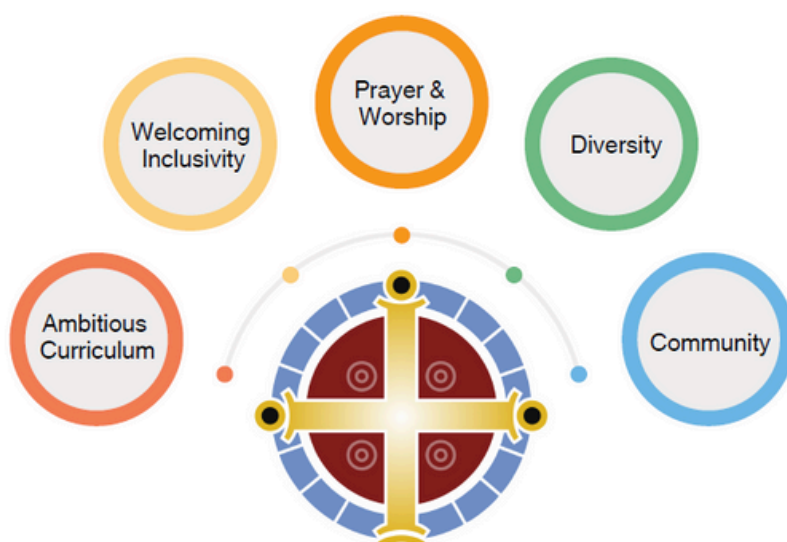 Ambitious
Curriculum
Welcoming
Inclusivity
Prayer &
Worship
Diversity
Community